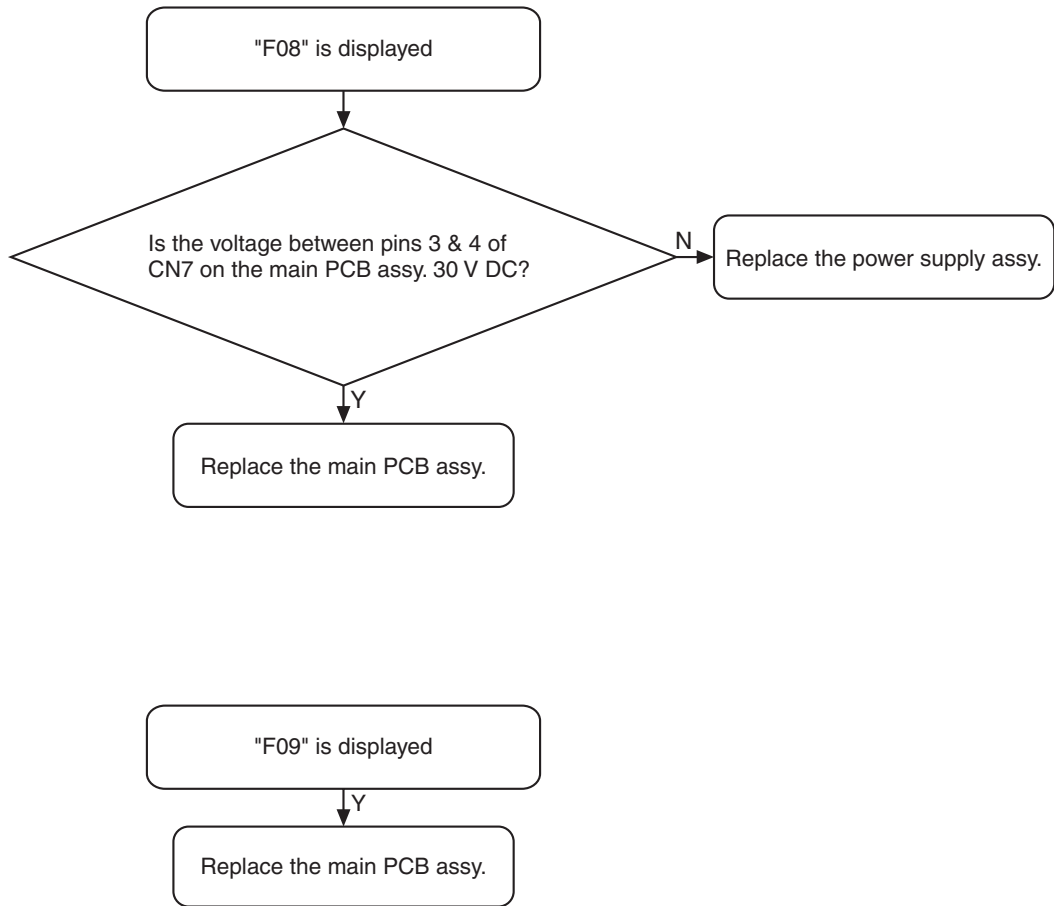 "F08" is displayed
Is the voltage between pins 3 & 4 of
CN7 on the main PCB assy. 30 V DC?
N
Replace the power supply assy.
Y
Replace the main PCB assy.
"F09" is displayed
Y
Replace the main PCB assy.